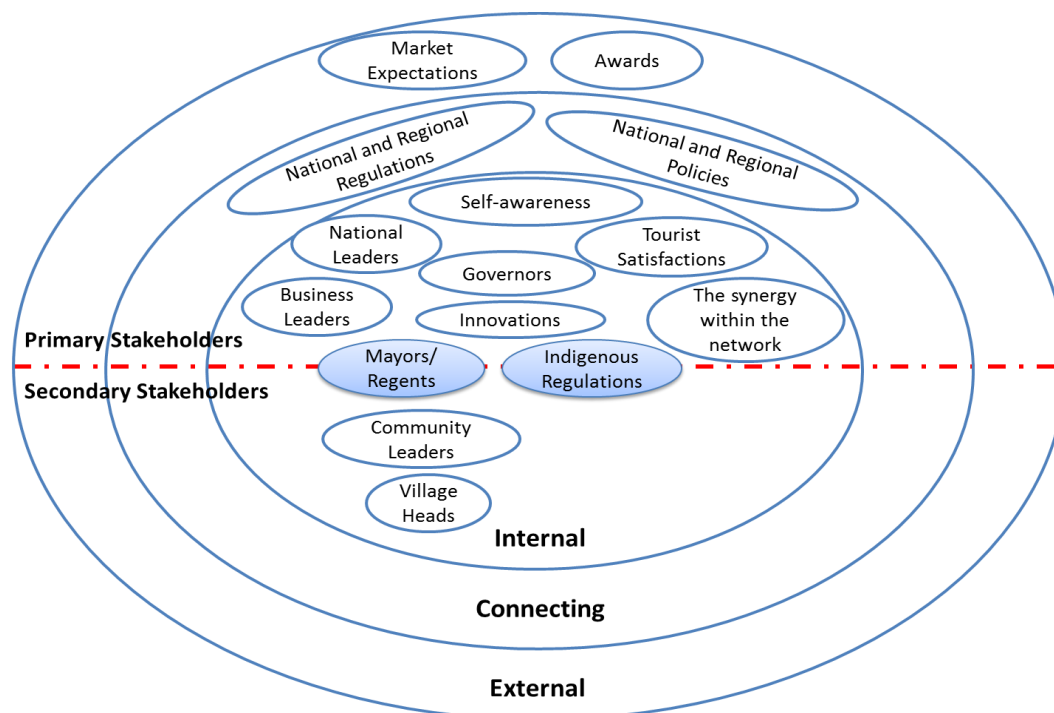 Market
Expectations
Awards
National and Regional
Regulations
National and Regional
Policies
Self-awareness
National
Leaders
Tourist
Satisfactions
Governors
Business
Leaders
Innovations
The synergy
within the
network
Primary Stakeholders
Mayors/
Regents
Indigenous
Regulations
Secondary Stakeholders
Community
Leaders
Village
Heads
Internal
Connecting
External